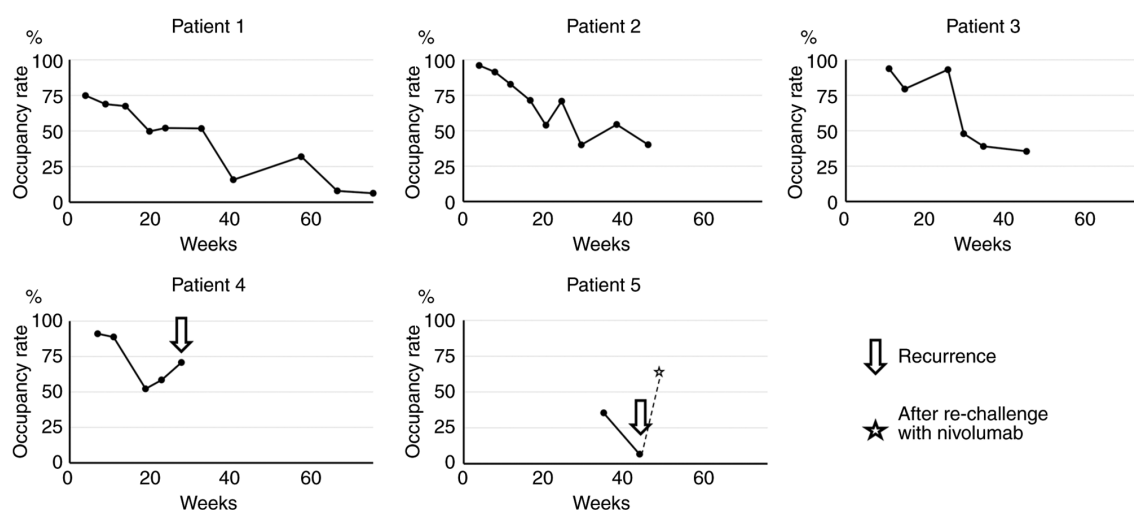 Patient 1
%
Occupancy rate
100
75
50
25
0
0 20 40 60
Weeks
Patient 2
%
Occupancy rate
100
75
50
25
0
0 20 40 60
Weeks
Patient 3
%
Occupancy rate
100
75
50
25
0
0 20 40 60
Weeks
Patient 4
%
Occupancy rate
100
75
50
25
0
0 20 40 60
Weeks
Patient 5
Occupancy rate
100
75
50
25
0
0 20 40 60
Weeks
Recurrence
After re-challenge
with nivolumab